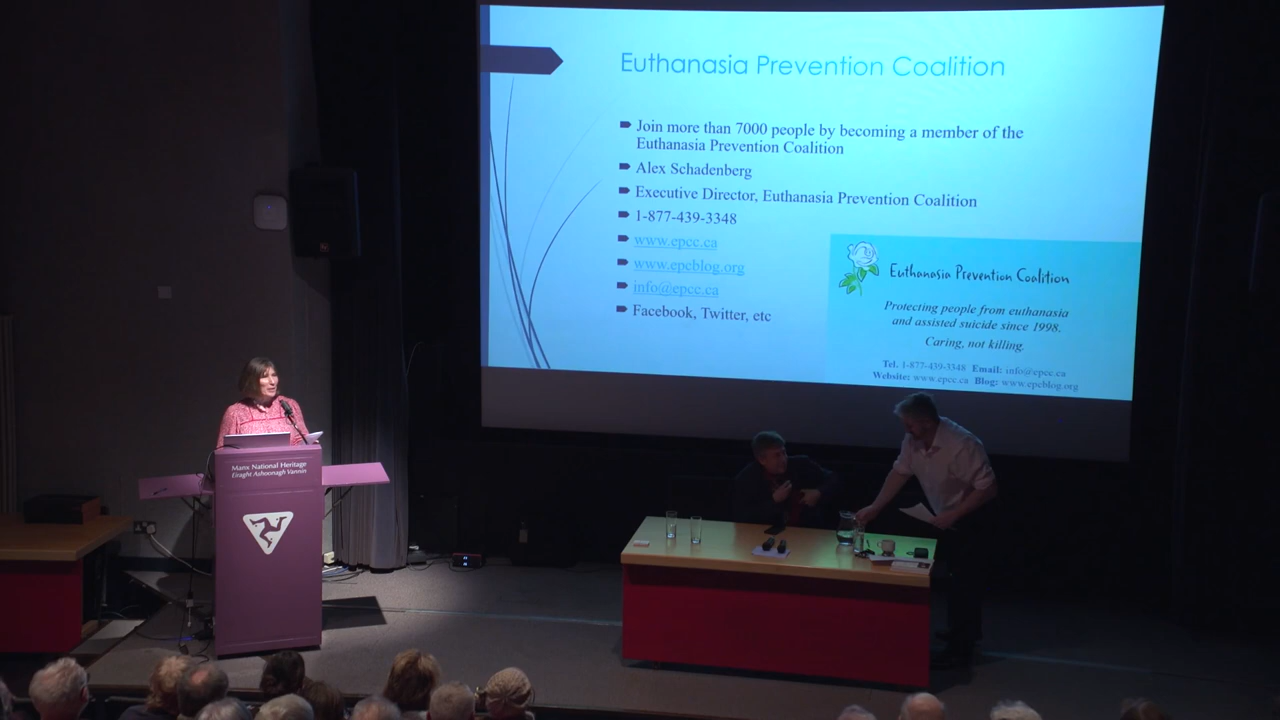 Euthanasia Prevention Coalition
Join more than 7000 people by becoming a member of the
Euthanasia Prevention Coalition
Alex Schadenberg
Executive Director, Euthanasia Prevention Coalition
1-877-439-3348
www.epcc.ca
www.epcblog.org
info@epcc.ca
Facebook, Twitter, etc
Euthanasia Prevention Coalition
Protecting people from euthanasia
and assisted suicide since 1998.
Caring, not killing.
Tel. 1-877-439-3348 Email: info@epcc.ca
Website: www.epcc.ca Blog: www.epcblog.org
Manx National Heritage
Eiraght Ashoonagh Vannin